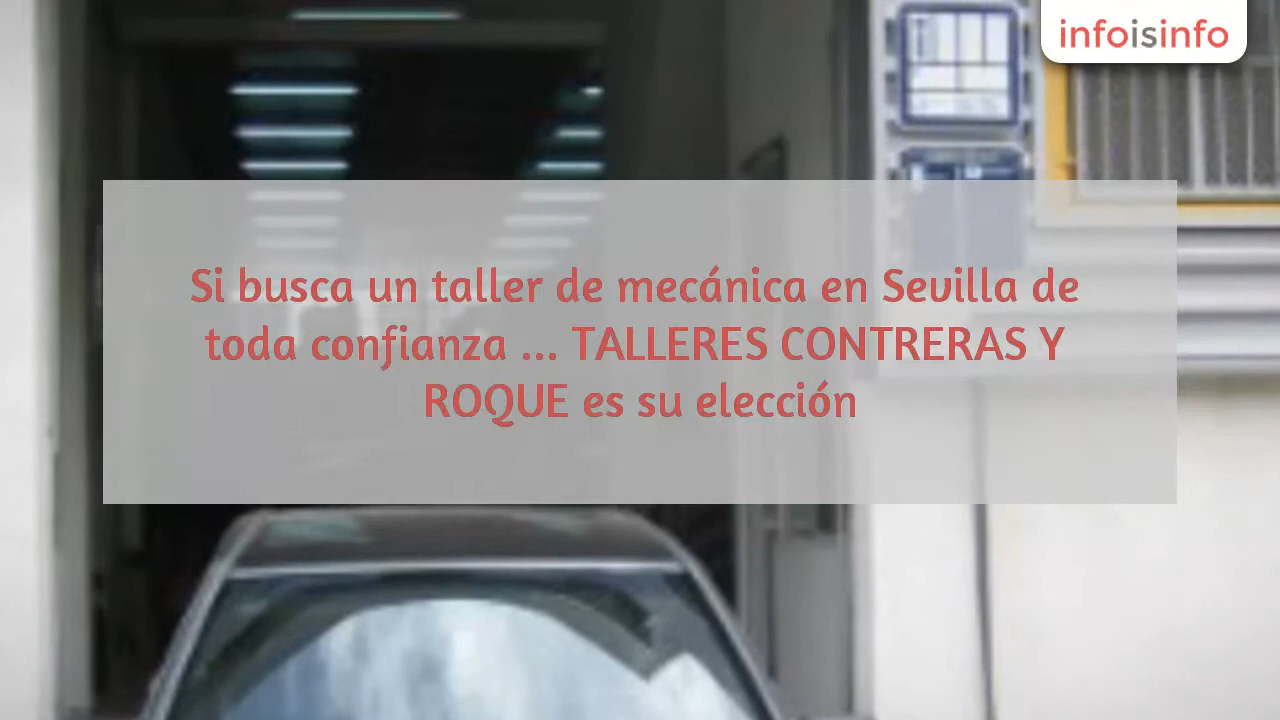 infoisinfo
Si busca un taller de mecánica en Sevilla de
toda confianza ... TALLERES CONTRERAS Y
ROQUE es su elección